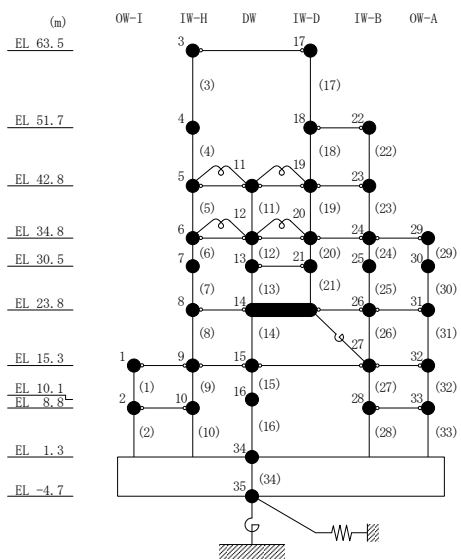 (m) OW-I IW-H DW IW-D IW-B OW-A
EL 63.5 3 17
(3) (17)
EL 51.7 4 18 22
(4) 11 19 (18) (22)
EL 42.8 5 23
(5) 12 (11) 20 (19) (23)
EL 34.8 6 24 29
(6) (12) (20) (24) (29)
EL 30.5 7 13 21 25 30
(7) (13) (21) (25) (30)
EL 23.8 8 14 26 31
(8) (14) (26) (31)
27
EL 15.3 1 9 15 32
(1) (9) (15) (27) (32)
EL 10.1 16
EL 8.8 2 10 28 33
(2) (10) (16) (28) (33)
EL 1.3 34
(34)
EL -4.7 35